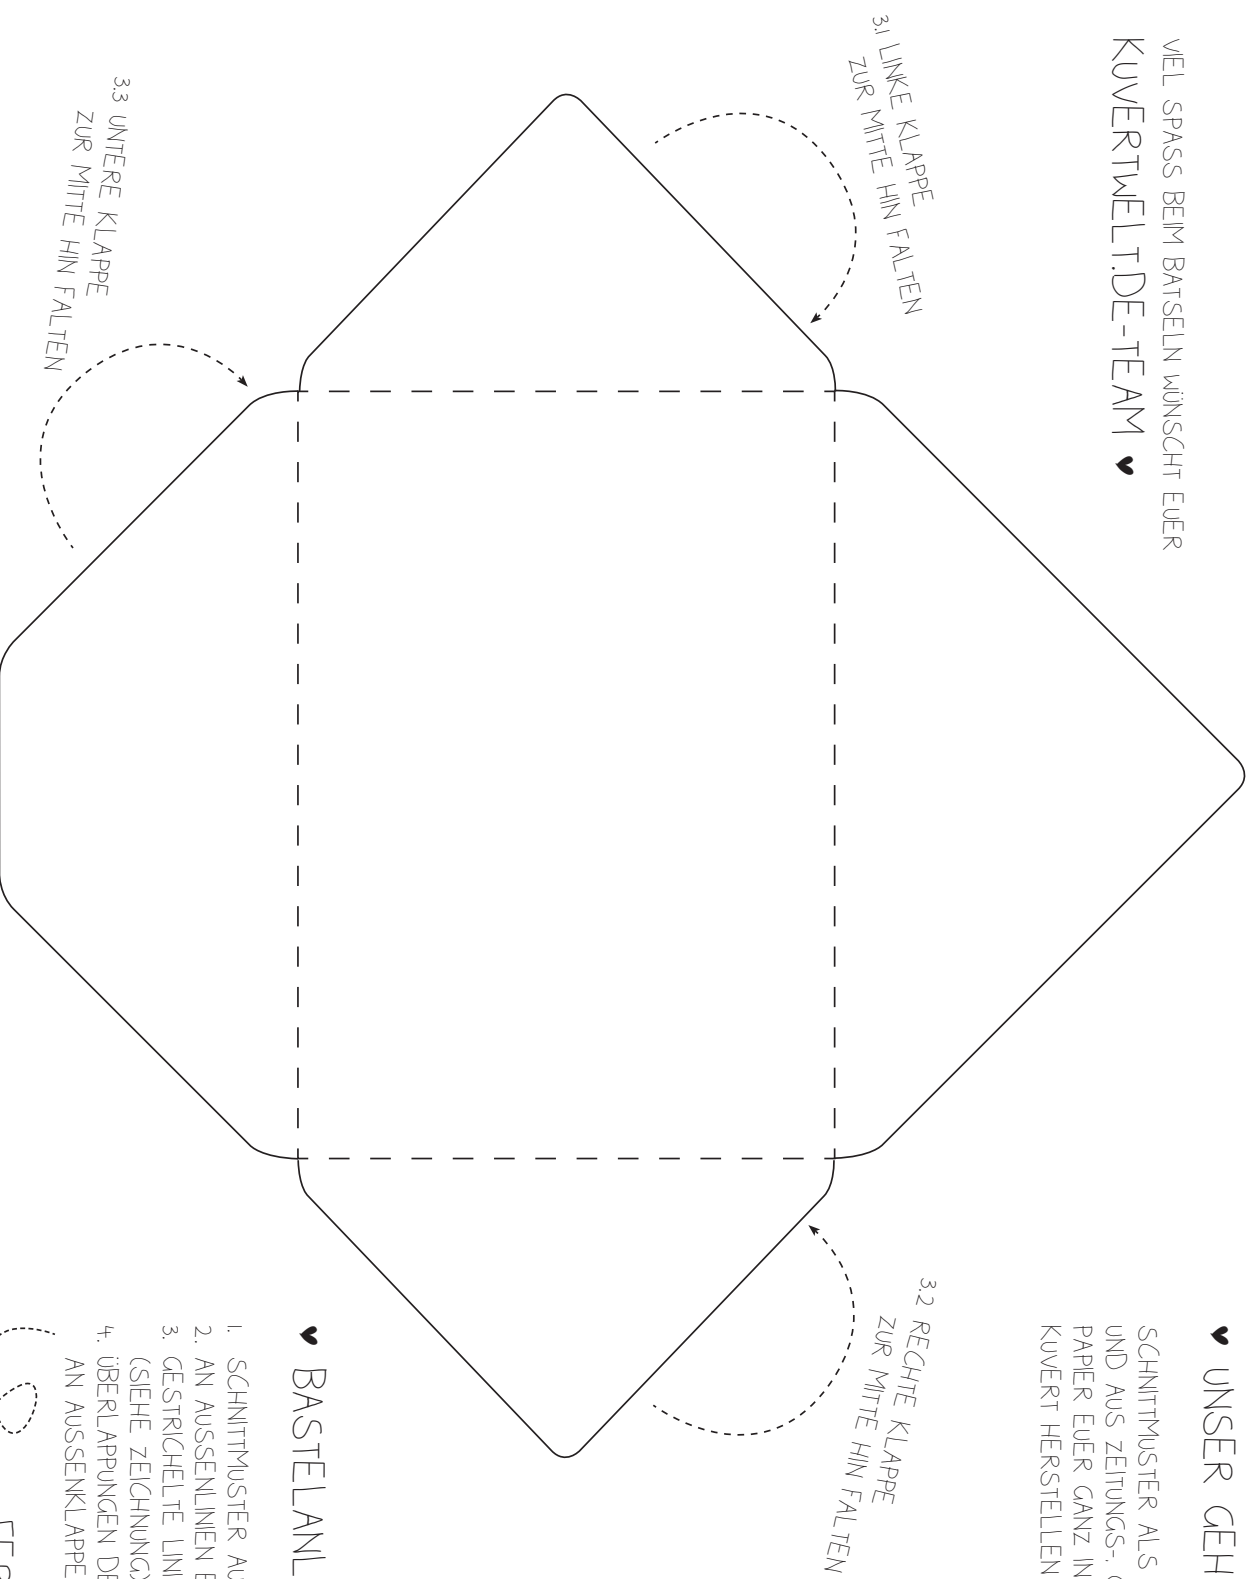 VIEL SPASS BEIM BATSELN WÜNSCHT EUER
KUVERTWELT.DE-TEAM
3.1 LINKE KLAPPE
ZUR MITTE HIN FALTEN
3.3 UNTERE KLAPPE
ZUR MITTE HIN FALTEN
3.2 RECHTE KLAPPE
ZUR MITTE HIN FALTEN
UNSER GEH
SCHNITTMUSTER ALS
UND AUS ZEITUNGS-,
PAPIER EUER GANZ IN
KUVERT HERSTELLEN
BASTELANL
1. SCHNITTMUSTER AU
2. AN AUSSENLINIEN
3. GESTRICHELTE LINI
(SIEHE ZEICHNUNG)
4. ÜBERLAPPUNGEN DE
AN AUSSENKLAPPE